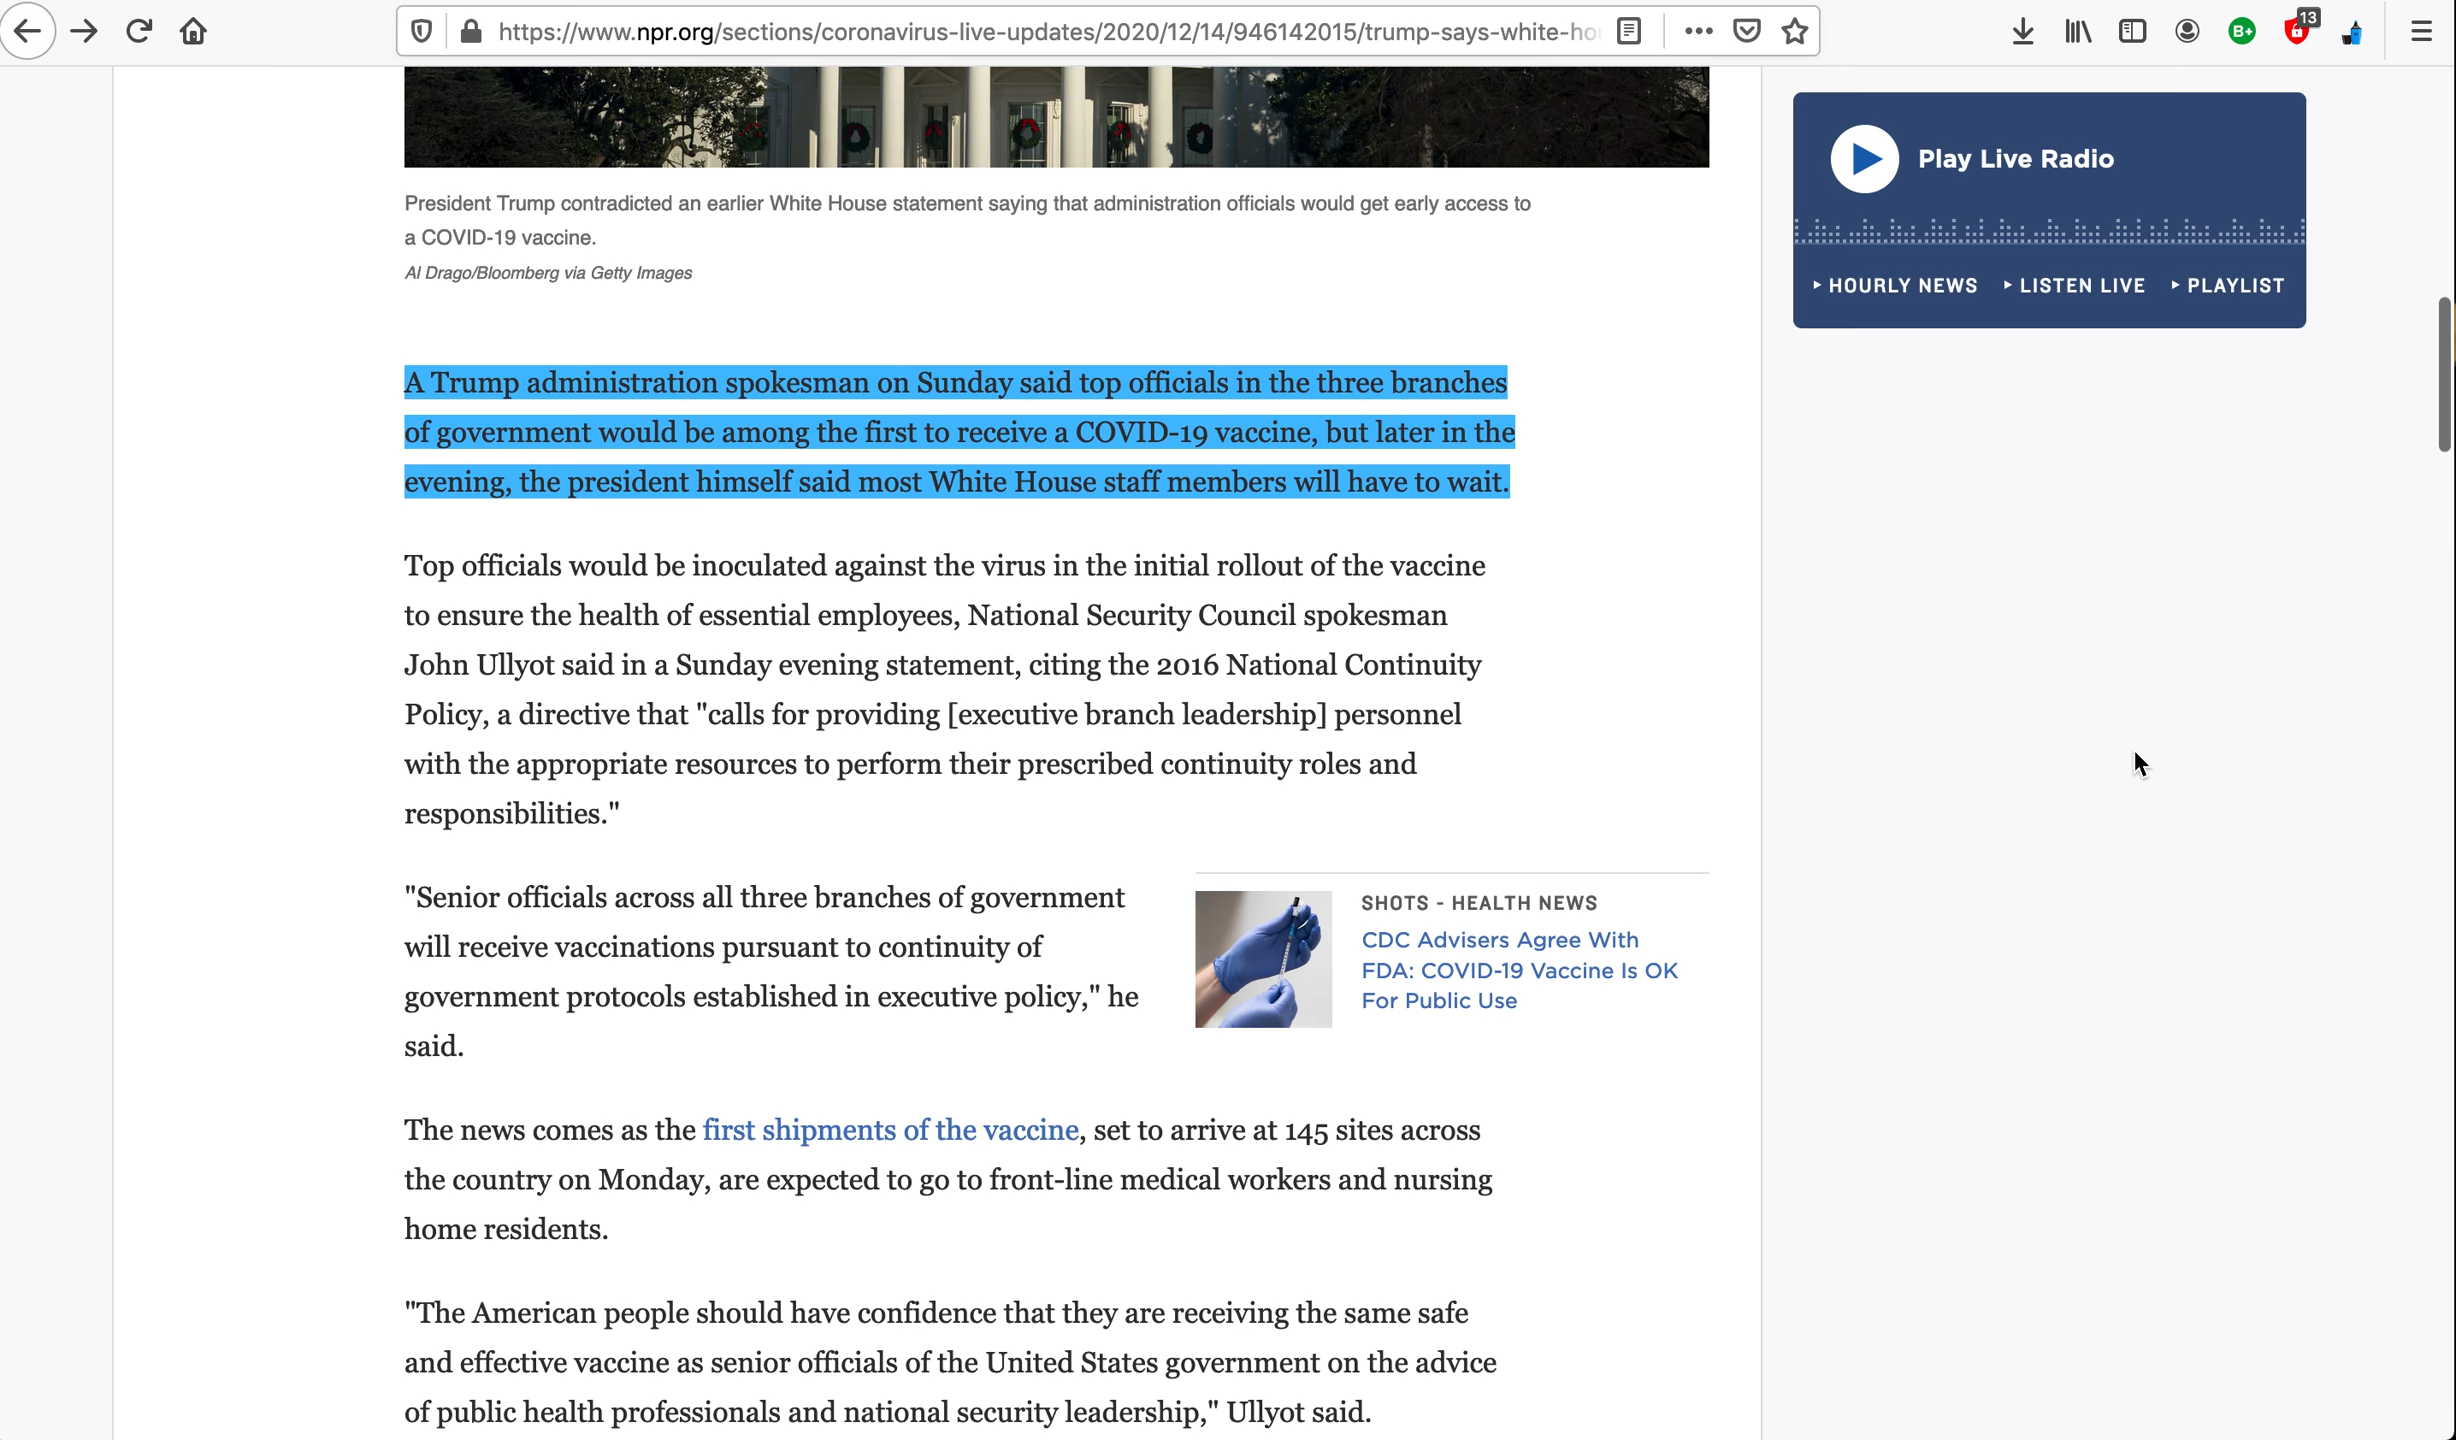 https://www.npr.org/sections/coronavirus-live-updates/2020/12/14/946142015/trump-says-white-ho
B+
13
President Trump contradicted an earlier White House statement saying that administration officials would get early access to
a COVID-19 vaccine.
Al Drago/Bloomberg via Getty Images
Play Live Radio
HOURLY NEWS
LISTEN LIVE
PLAYLIST
A Trump administration spokesman on Sunday said top officials in the three branches
of government would be among the first to receive a COVID-19 vaccine, but later in the
evening, the president himself said most White House staff members will have to wait.
Top officials would be inoculated against the virus in the initial rollout of the vaccine
to ensure the health of essential employees, National Security Council spokesman
John Ullyot said in a Sunday evening statement, citing the 2016 National Continuity
Policy, a directive that "calls for providing [executive branch leadership] personnel
with the appropriate resources to perform their prescribed continuity roles and
responsibilities."
"Senior officials across all three branches of government
will receive vaccinations pursuant to continuity of
government protocols established in executive policy," he
said.
SHOTS - HEALTH NEWS
CDC Advisers Agree With
FDA: COVID-19 Vaccine Is OK
For Public Use
The news comes as the first shipments of the vaccine, set to arrive at 145 sites across
the country on Monday, are expected to go to front-line medical workers and nursing
home residents.
"The American people should have confidence that they are receiving the same safe
and effective vaccine as senior officials of the United States government on the advice
of public health professionals and national security leadership," Ullyot said.